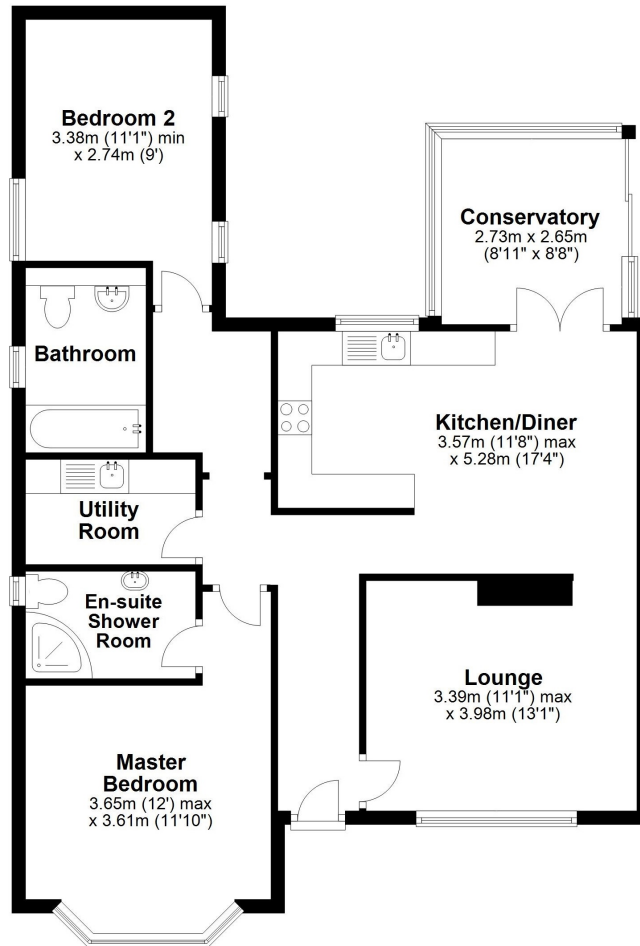 Bedroom 2
3.38m (11'1") min
x 2.74m (9')
Conservatory
2.73m x 2.65m
(8'11" x 8'8")
Bathroom
Kitchen/Diner
3.57m (11'8") max
x 5.28m (17'4")
Utility
Room
En-suite
Shower
Room
Lounge
3.39m (11'1") max
x 3.98m (13'1")
Master
Bedroom
3.65m (12') max
x 3.61m (11'10")